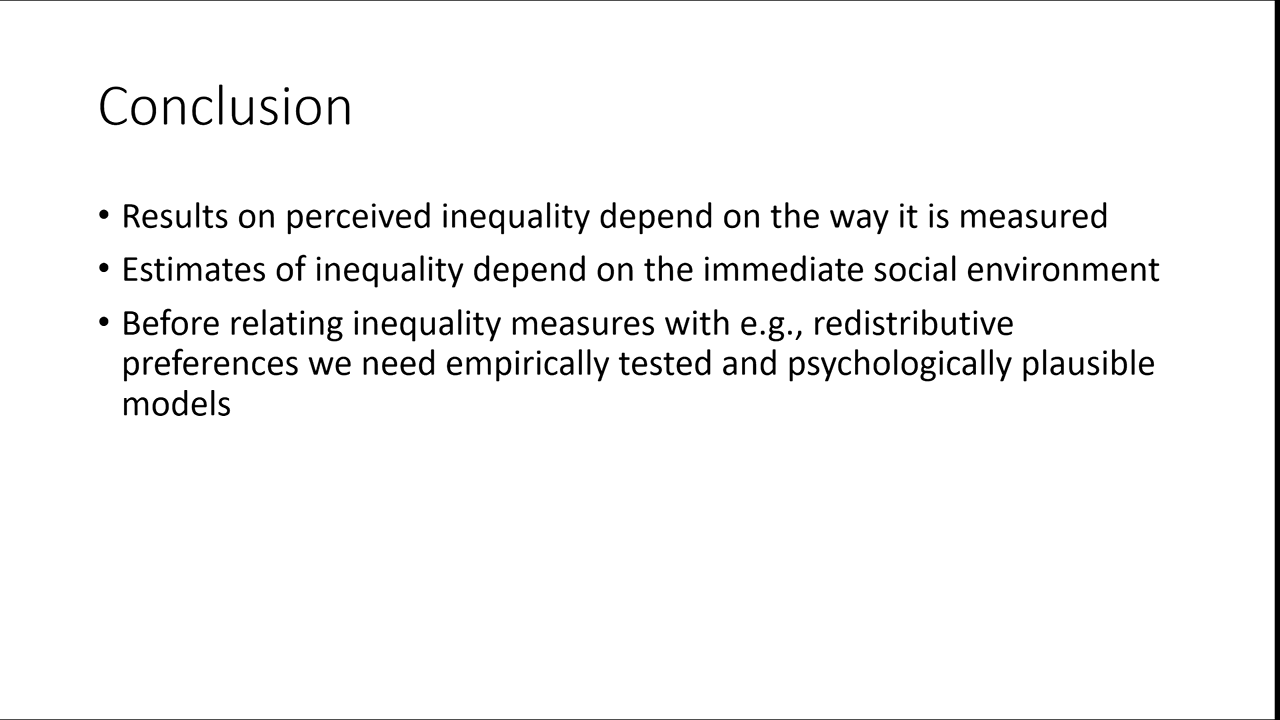 Conclusion
• Results on perceived inequality depend on the way it is measured
• Estimates of inequality depend on the immediate social environment
• Before relating inequality measures with e.g., redistributive
preferences we need empirically tested and psychologically plausible
models